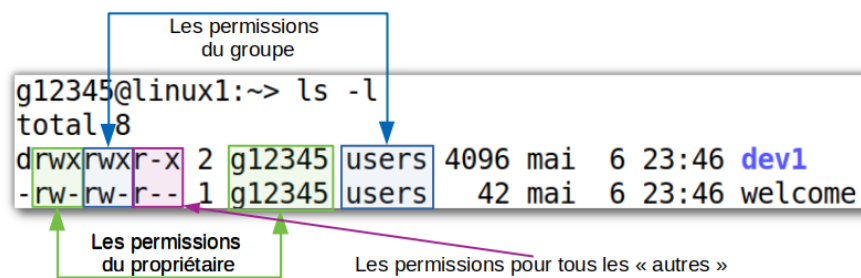 Les permissions
du groupe
g12345@linux1:~> ls -l
total 8
drwxrwxr-x 2 g12345 users 4096 mai  6 23:46 dev1
-rw-rw-r-- 1 g12345 users   42 mai  6 23:46 welcome
Les permissions
du propriétaire
Les permissions pour tous les « autres »